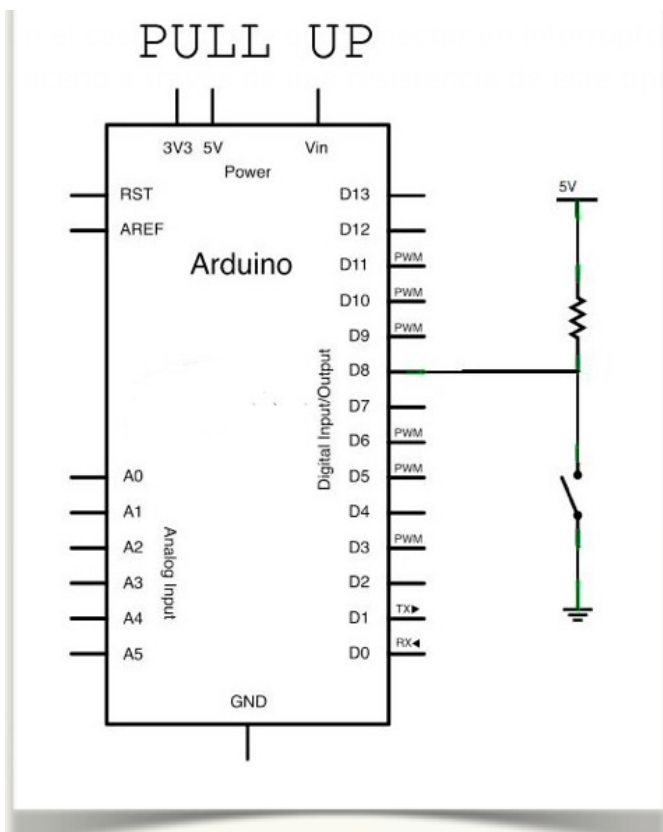 PULL UP
3V3 5V Vin
Power
RST D13
5V
AREF D12
Arduino
D11 PWM
D10 PWM
D9 PWM
D8
Digital Input/Output
D7
D6 PWM
A0 D5 PWM
A1 D4
A2 D3 PWM
Analog Input
A3 D2
A4 D1 TX▶
A5 D0 RX◀
GND